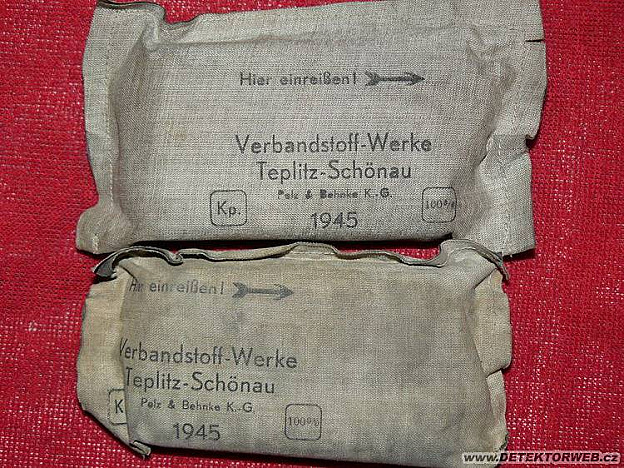 Hier einreißen!
Verbandstoff-Werke
Teplitz-Schönau
Pelz & Behnke K.-G.
Kp.
100%
1945
einreißen!
Verbandstoff-Werke
Teplitz-Schönau
K
Pelz & Behnke K.-G.
100%
1945
www.DETEKTORWEB.cz